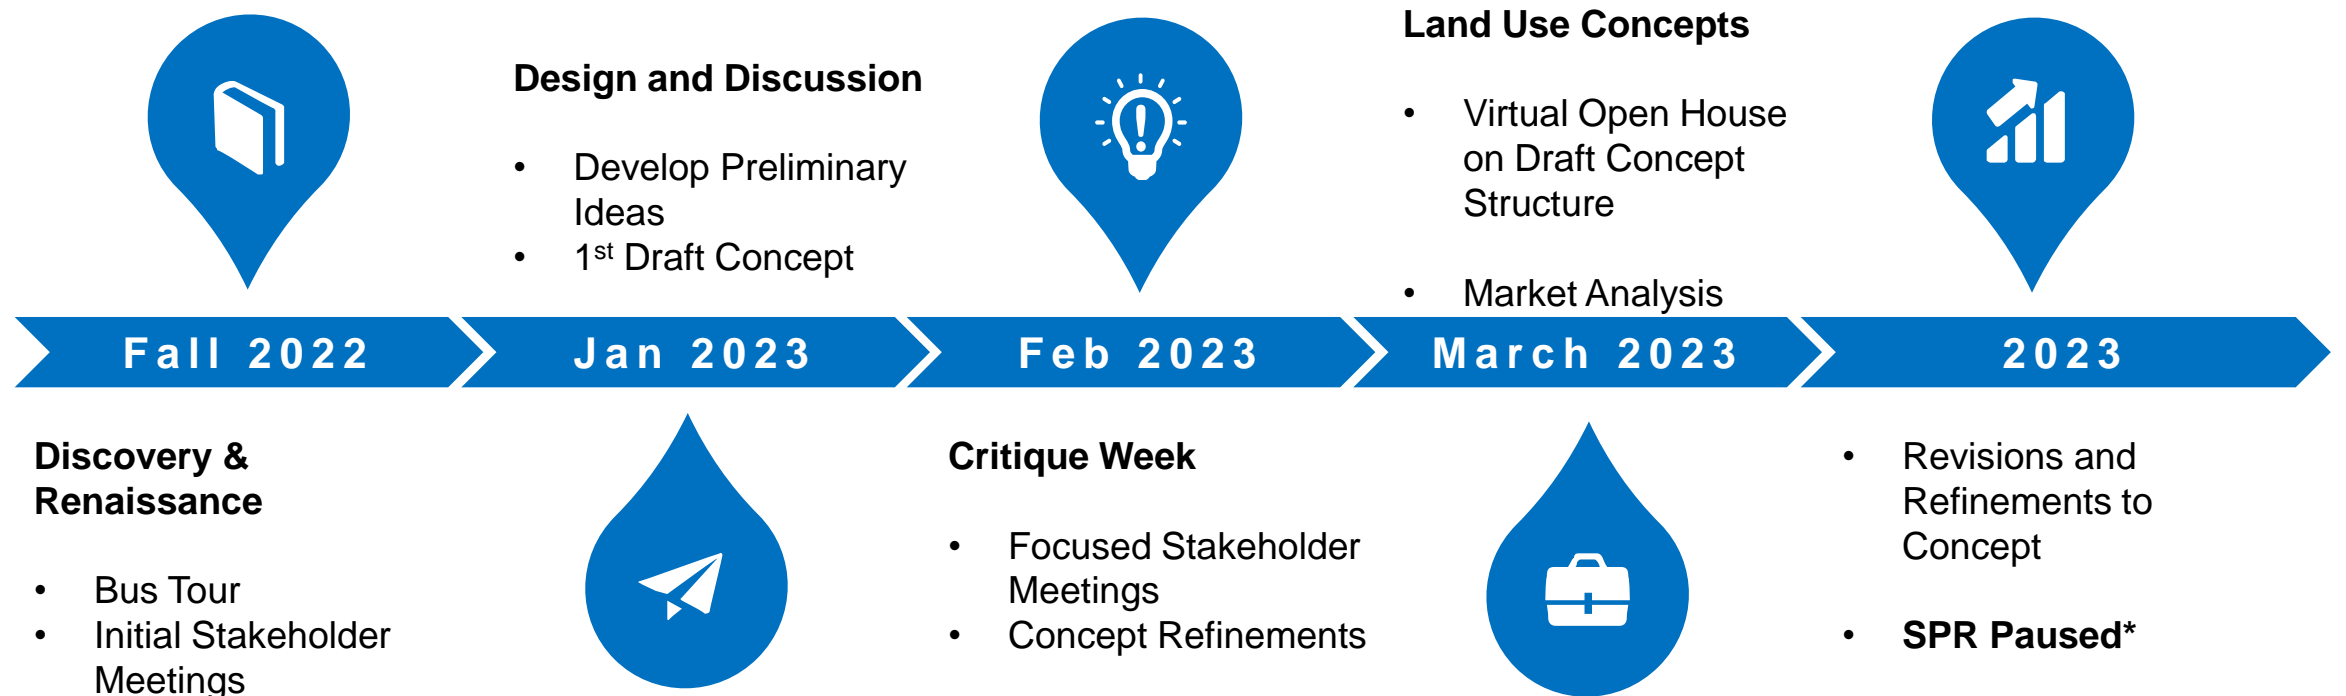 Land Use Concepts
• Virtual Open House
on Draft Concept
Structure
• Market Analysis
Design and Discussion
• Develop Preliminary
Ideas
• 1st Draft Concept
Fall 2022
Jan 2023
Feb 2023
March 2023
2023
Discovery &
Renaissance
• Bus Tour
• Initial Stakeholder
Meetings
Critique Week
• Focused Stakeholder
Meetings
• Concept Refinements
• Revisions and
Refinements to
Concept
• SPR Paused*